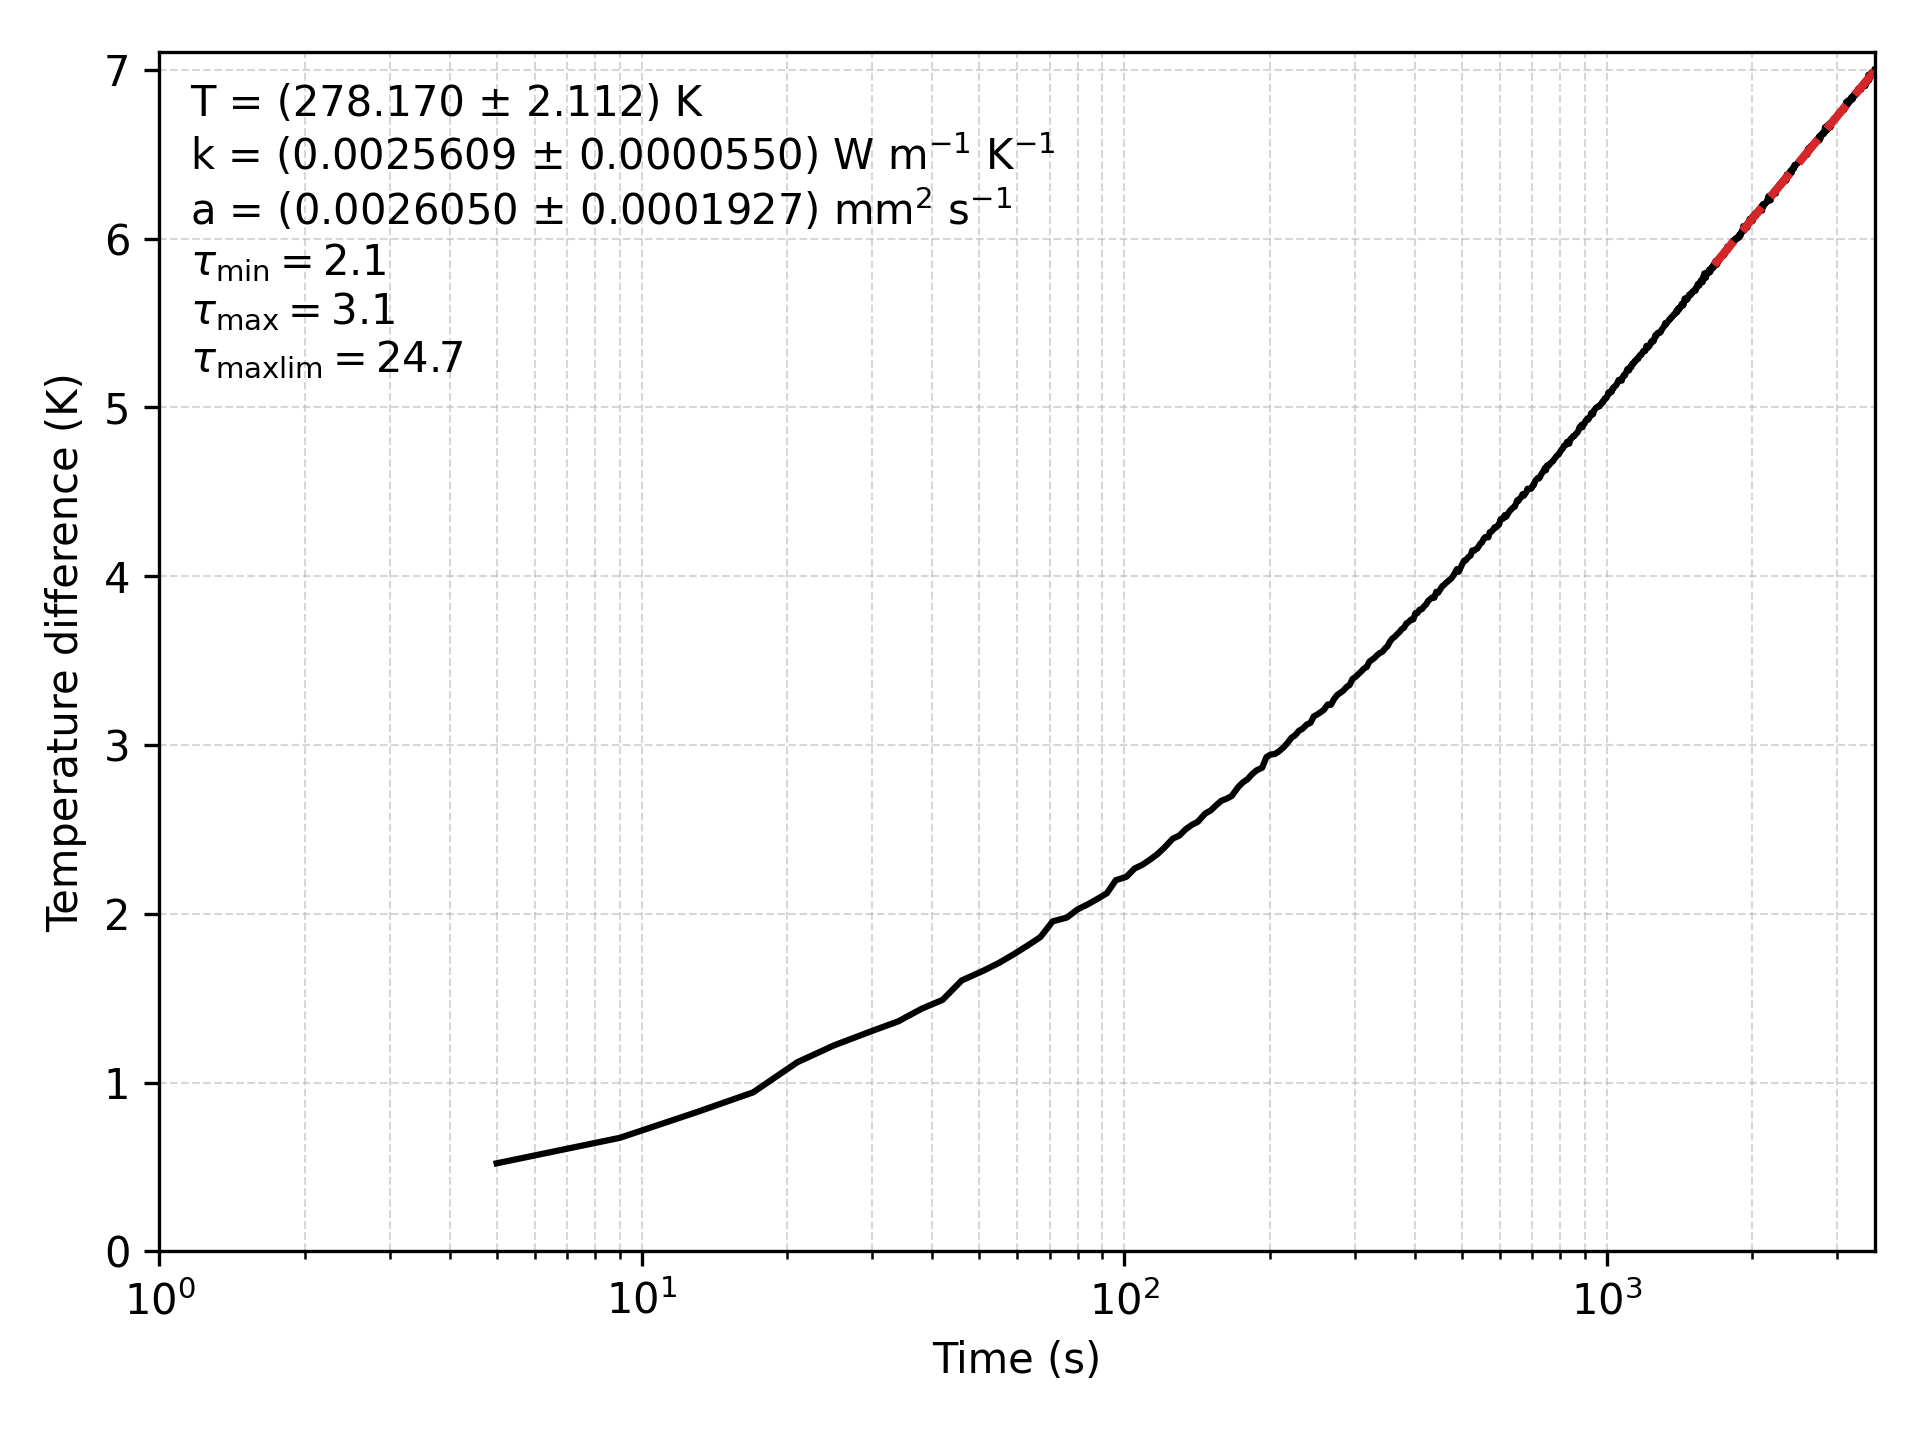 T = (278.170 ± 2.112) K
k = (0.0025609 ± 0.0000550) W m⁻¹ K⁻¹
a = (0.0026050 ± 0.0001927) mm² s⁻¹
τmin = 2.1
τmax = 3.1
τmaxlim = 24.7
Temperature difference (K)
7
6
5
4
3
2
1
0
10⁰ 10¹ 10² 10³
Time (s)